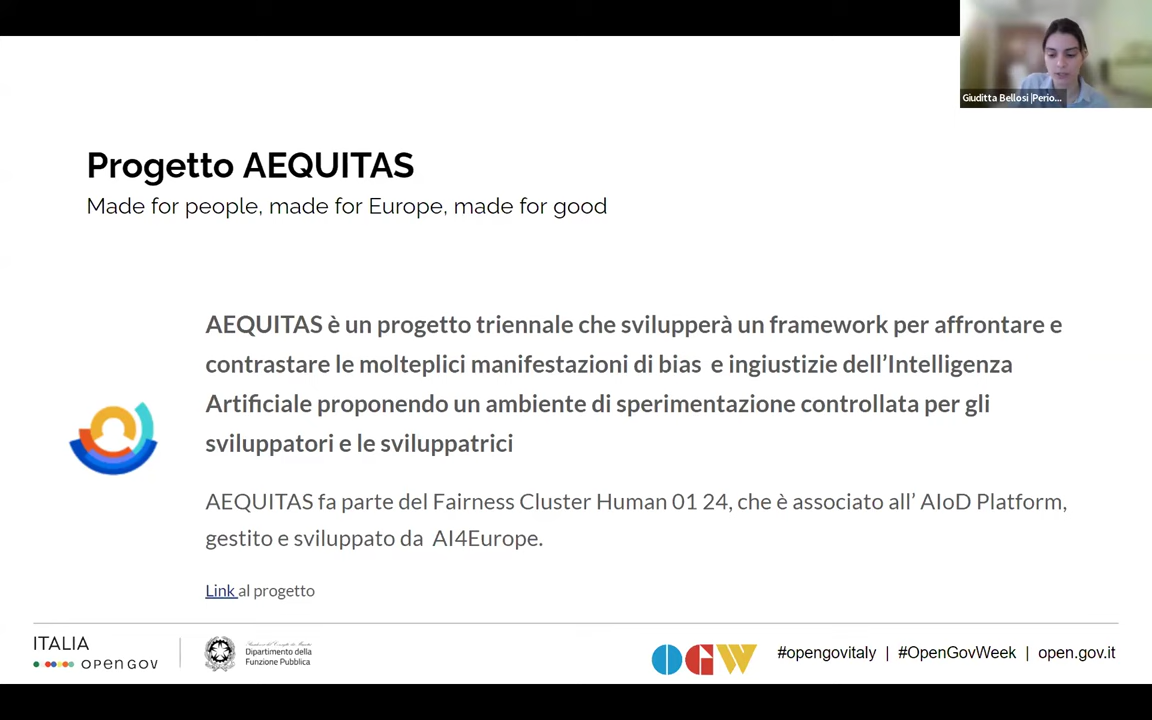 Giuditta Bellosi |Perio...
Progetto AEQUITAS
Made for people, made for Europe, made for good
AEQUITAS è un progetto triennale che svilupperà un framework per affrontare e
contrastare le molteplici manifestazioni di bias e ingiustizie dell’Intelligenza
Artificiale proponendo un ambiente di sperimentazione controllata per gli
sviluppatori e le sviluppatrici
AEQUITAS fa parte del Fairness Cluster Human 01 24, che è associato all’ AIoD Platform,
gestito e sviluppato da AI4Europe.
Link al progetto
ITALIA
OPEN GOV
Dipartimento della
Funzione Pubblica
OGW
#opengovitaly | #OpenGovWeek | open.gov.it